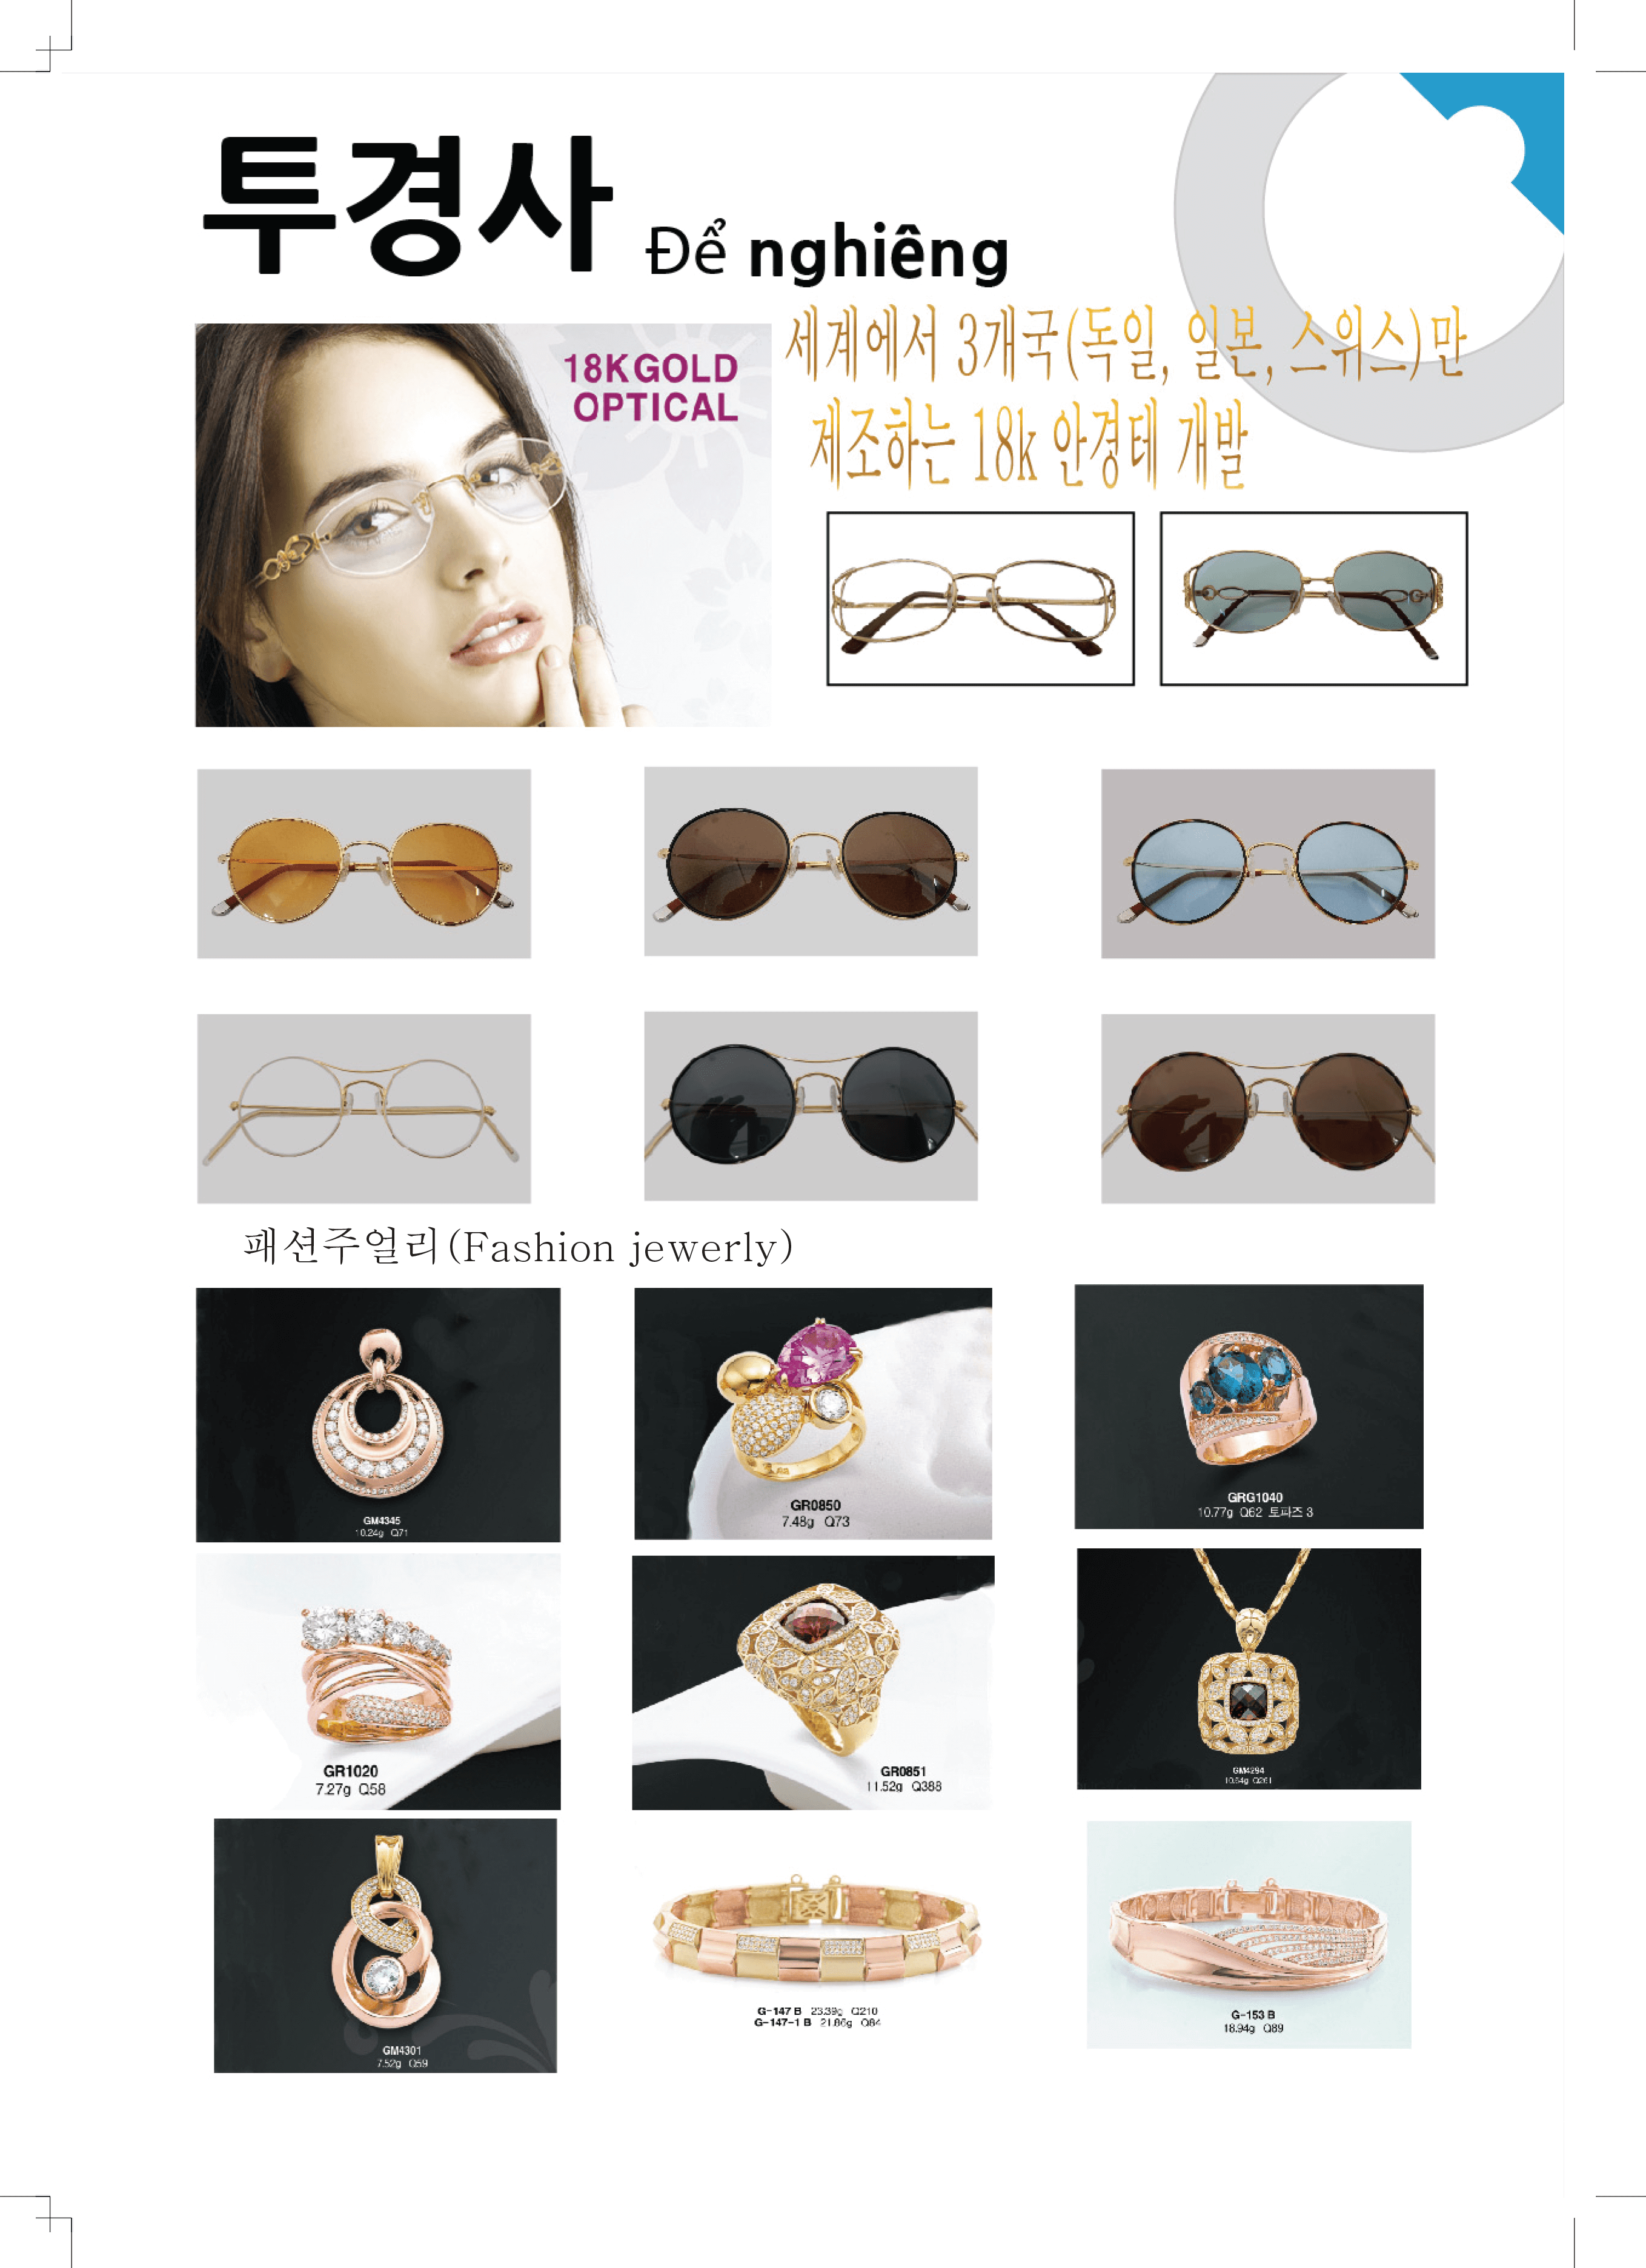 투경사 Để nghiêng
18KGOLD
OPTICAL
세계에서 3개국(독일, 일본, 스위스)만
제조하는 18k 안경테 개발
패션주얼리(Fashion jewerly)
GM4345
10.24g Q71
GR0850
7.48g Q73
GRG1040
10.77g Q62 토파즈 3
GR1020
7.27g Q58
GR0851
11.52g Q388
GM4294
10.64g Q261
GM4301
7.52g Q59
G-147 B 23.39g Q210
G-147-1 B 21.86g Q84
G-153 B
18.94g Q89